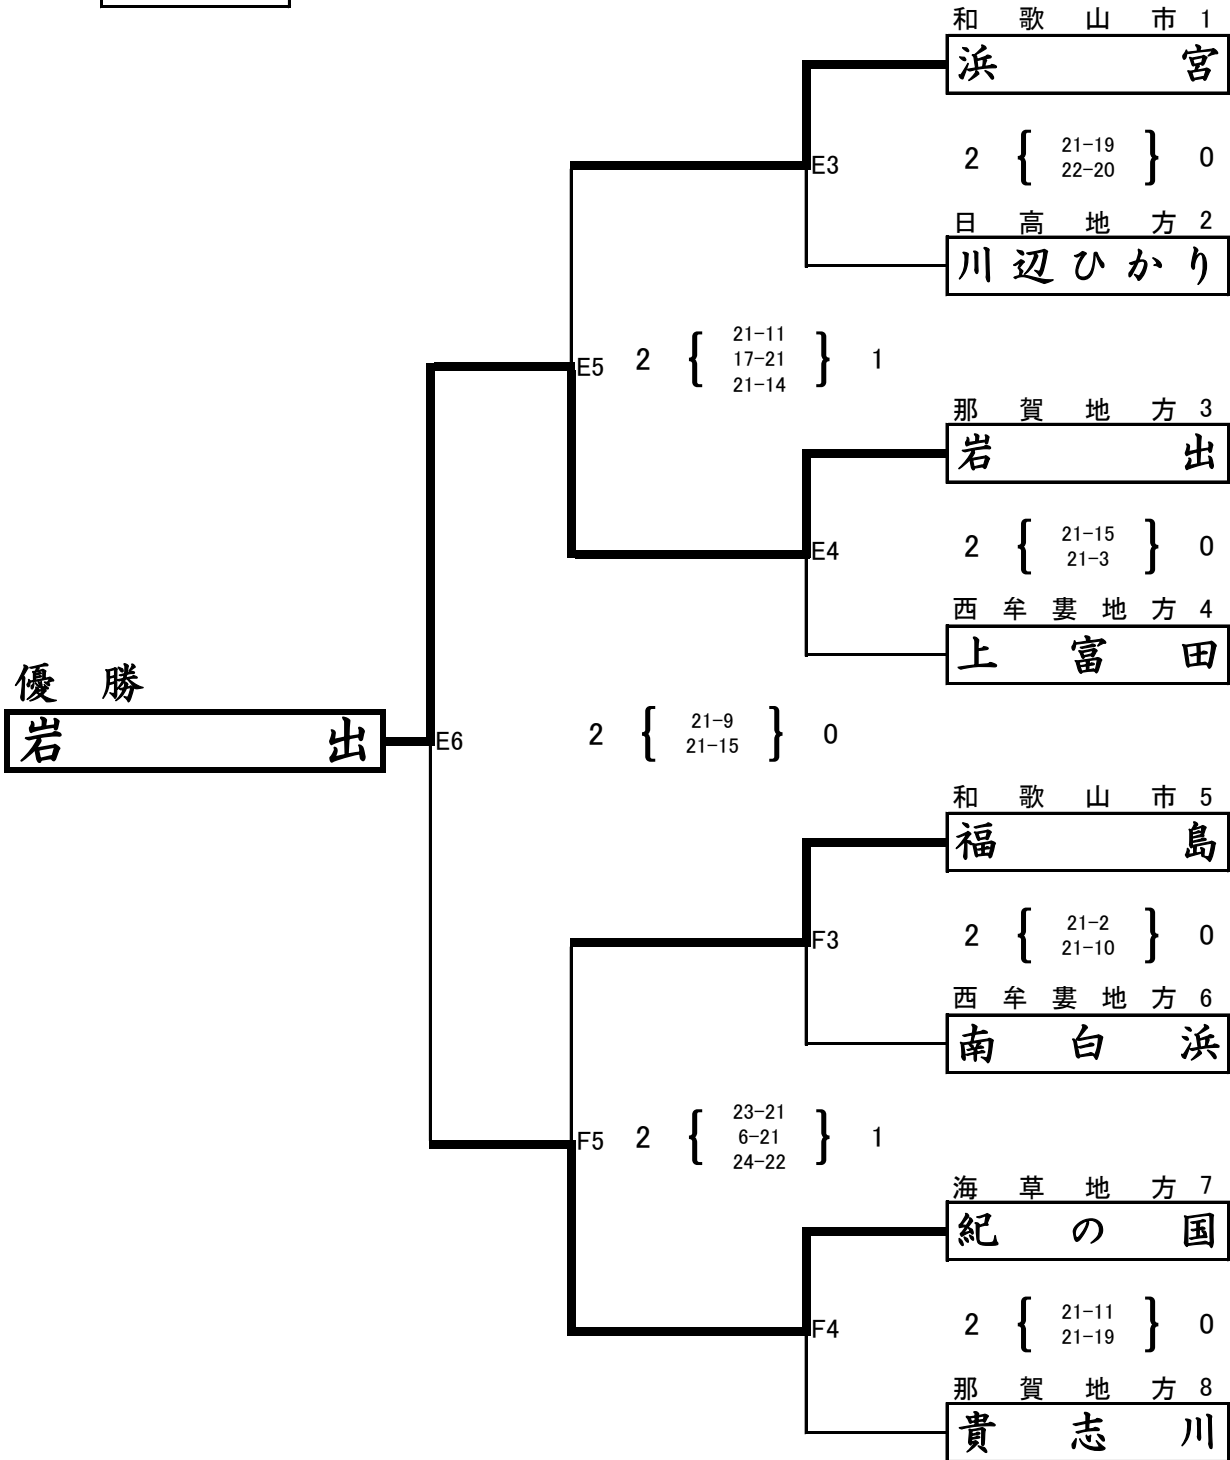 和歌山市 1
浜宮
E3
2 { 21-19 } 0
22-20
日高地方 2
川辺ひかり
E5 2 { 21-11 } 1
17-21
21-14
那賀地方 3
岩出
E4
2 { 21-15 } 0
21-3
西牟婁地方 4
上富田
優勝
岩出
E6 2 { 21-9 } 0
21-15
和歌山市 5
福島
F3
2 { 21-2 } 0
21-10
西牟婁地方 6
南白浜
F5 2 { 23-21 } 1
6-21
24-22
海草地方 7
紀の国
F4
2 { 21-11 } 0
21-19
那賀地方 8
貴志川